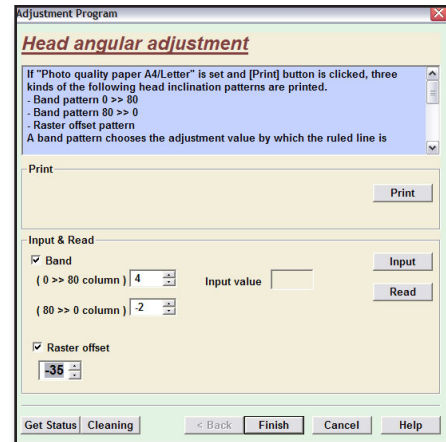 Adjustment Program
Head angular adjustment
If "Photo quality paper A4/Letter" is set and [Print] button is clicked, three
kinds of the following head inclination patterns are printed.
- Band pattern 0 >> 80
- Band pattern 80 >> 0
- Raster offset pattern
A band pattern chooses the adjustment value by which the ruled line is
Print
Print
Input & Read
Band
( 0 >> 80 column ) 4
Input value
Input
Read
( 80 >> 0 column ) -2
Raster offset
-35
Get Status Cleaning < Back Finish Cancel Help